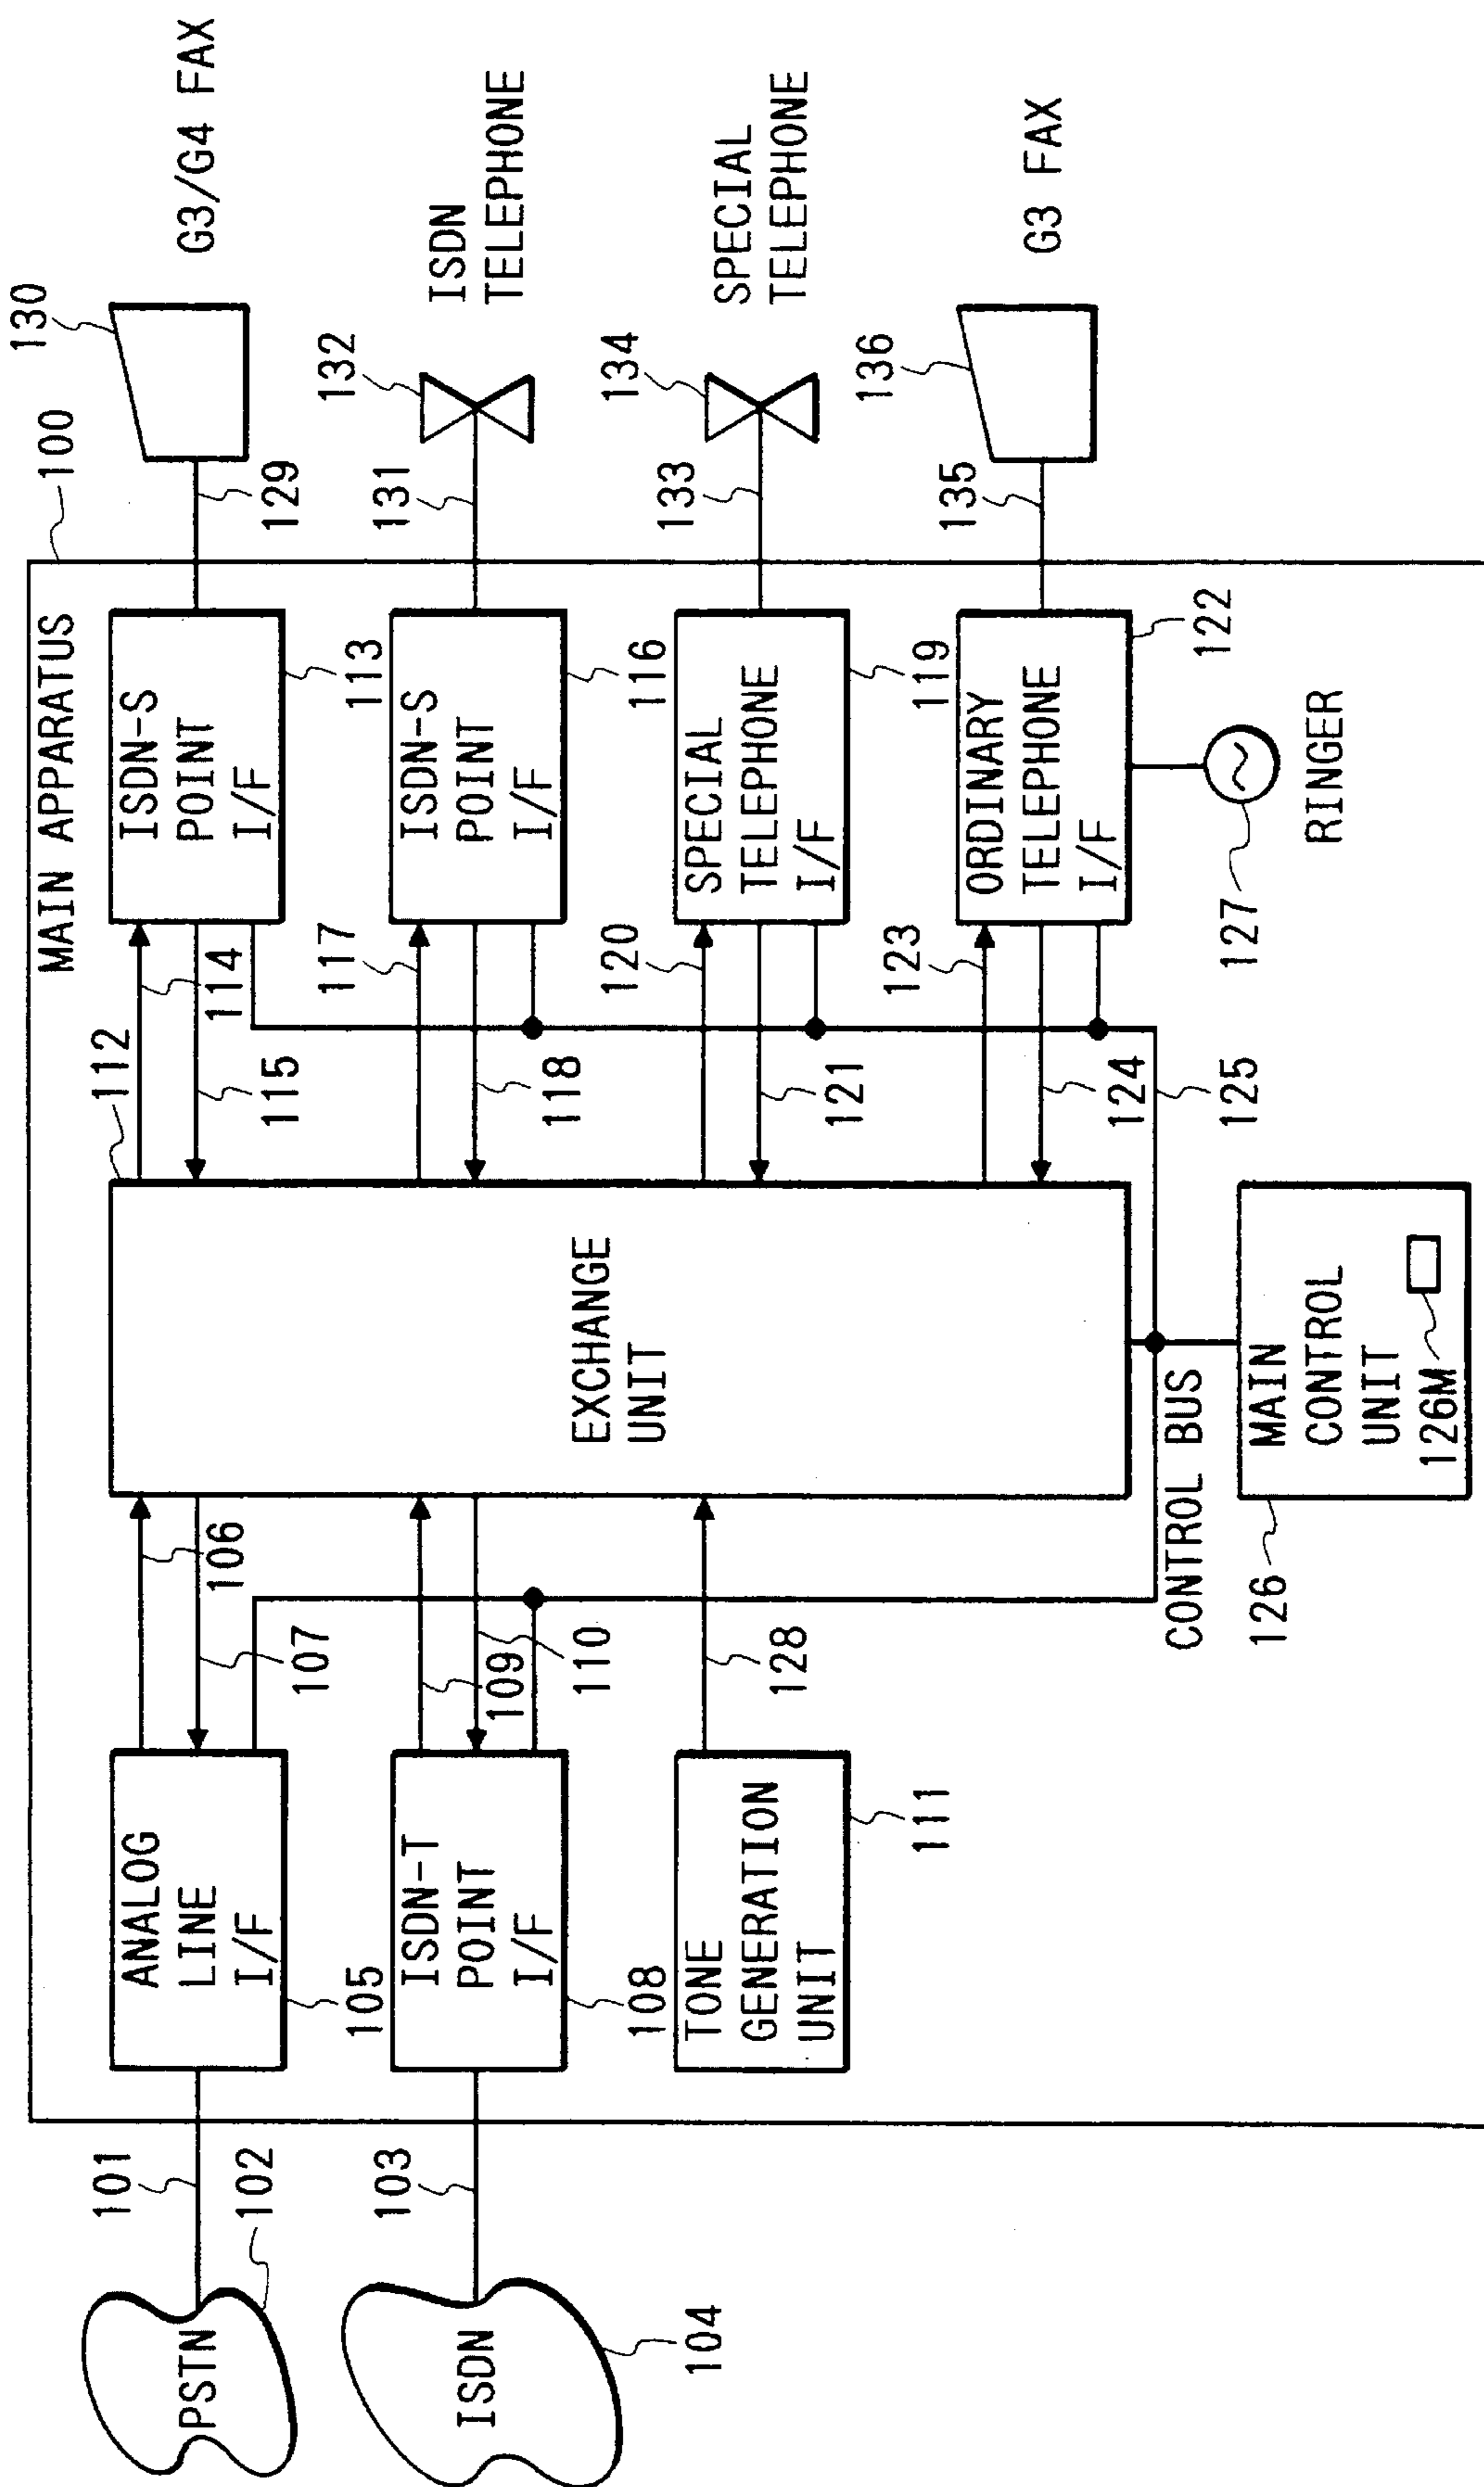 MAIN APPARATUS
100
PSTN
101
102
ISDN
103
104
ANALOG
LINE
I/F
105
106
107
ISDN-T
POINT
I/F
108
109
110
TONE
GENERATION
UNIT
111
128
EXCHANGE
UNIT
112
ISDN-S
POINT
I/F
113
114
115
ISDN-S
POINT
I/F
116
117
118
SPECIAL
TELEPHONE
I/F
119
120
121
ORDINARY
TELEPHONE
I/F
122
123
124
125
CONTROL BUS
MAIN
CONTROL
UNIT
126M
126
127
RINGER
129
130
G3/G4 FAX
131
132
ISDN
TELEPHONE
133
134
SPECIAL
TELEPHONE
135
136
G3 FAX